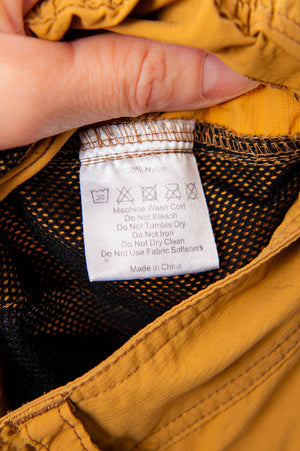 100% Nylon
30
Machine Wash Cold
Do Not Bleach
Do Not Tumble Dry
Do Not Iron
Do Not Dry Clean
Do Not Use Fabric Softeners
Made in China